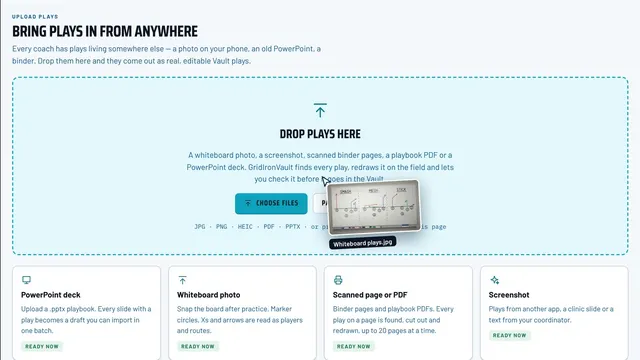 UPLOAD PLAYS
BRING PLAYS IN FROM ANYWHERE
Every coach has plays living somewhere else — a photo on your phone, an old PowerPoint, a
binder. Drop them here and they come out as real, editable Vault plays.
DROP PLAYS HERE
A whiteboard photo, a screenshot, scanned binder pages, a playbook PDF or a
PowerPoint deck. GridIronVault finds every play, redraws it on the field and lets
you check it before goes in the Vault.
CHOOSE FILES
JPG · PNG · HEIC · PDF · PPTX · or page
Whiteboard plays.jpg
PowerPoint deck
Upload a .pptx playbook. Every slide with a
play becomes a draft you can import in
one batch.
READY NOW
Whiteboard photo
Snap the board after practice. Marker
circles, Xs and arrows are read as players
and routes.
READY NOW
Scanned page or PDF
Binder pages and playbook PDFs. Every
play on a page is found, cut out and
redrawn, up to 20 pages at a time.
READY NOW
Screenshot
Plays from another app, a clinic slide or a
text from your coordinator.
READY NOW